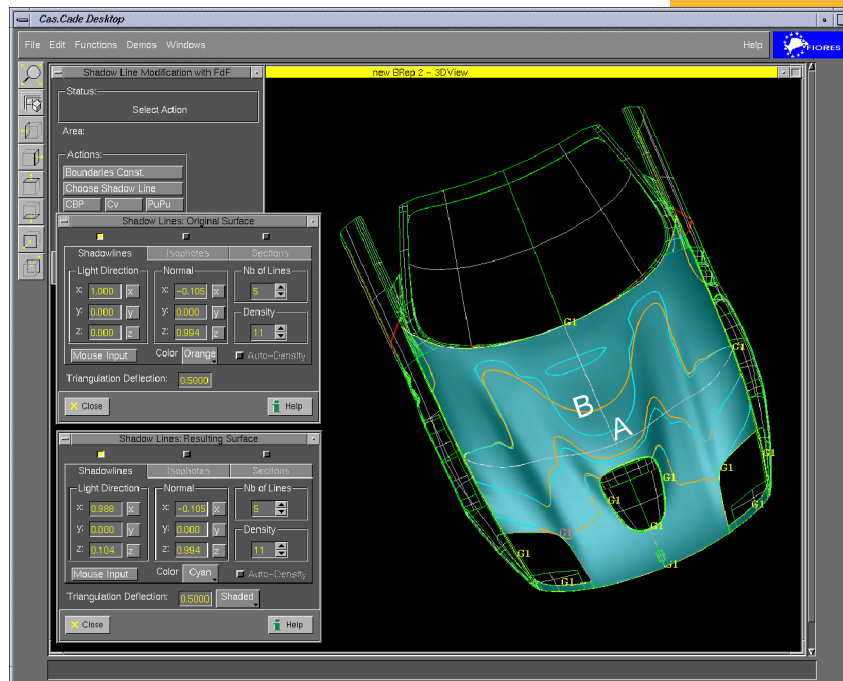 Cas.Cade Desktop
File Edit Functions Demos Windows Help FIORES
Shadow Line Modification with FdF
new BRep 2 - 3DView
Status:
Select Action
Area:
Actions:
Boundaries Const.
Choose Shadow Line
CBP Cv PuPu
Shadow Lines: Original Surface
Shadowlines Isophotes Sections
Light Direction Normal Nb of Lines
x: 1.000 x x: -0.105 x 5
y: 0.000 y y: 0.000 y Density
z: 0.000 z z: 0.994 z 11
Mouse Input Color Orange Auto-Density
Triangulation Deflection: 0.5000
Close Help
Shadow Lines: Resulting Surface
Shadowlines Isophotes Sections
Light Direction Normal Nb of Lines
x: 0.988 x x: -0.105 x 5
y: 0.000 y y: 0.000 y Density
z: 0.104 z z: 0.994 z 11
Mouse Input Color Cyan Auto-Density
Triangulation Deflection: 0.5000 Shaded
Close Help
G1
G1
B
A
G1
G1
G1
G1
G1
G1
G1
G1
G1
G1